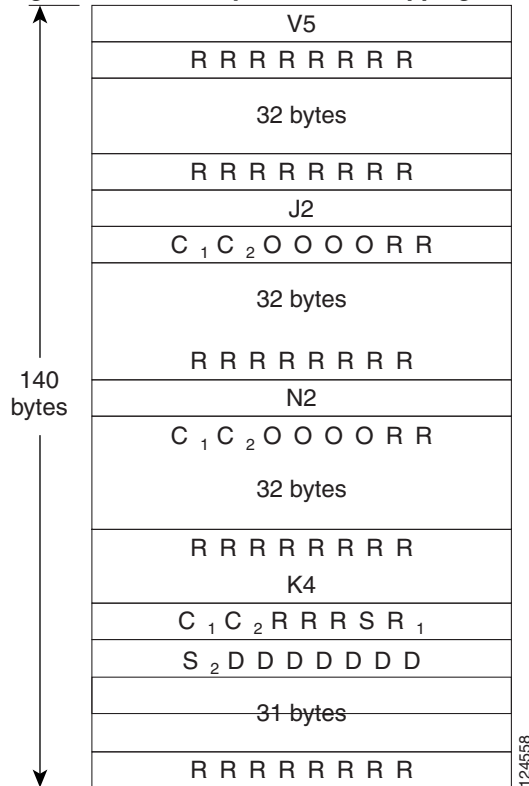 V5
R R R R R R R R
32 bytes
R R R R R R R R
J2
C 1 C 2 O O O O R R
32 bytes
R R R R R R R R
140
bytes
N2
C 1 C 2 O O O O R R
32 bytes
R R R R R R R R
K4
C 1 C 2 R R R S R 1
S 2 D D D D D D D
31 bytes
R R R R R R R R
124558